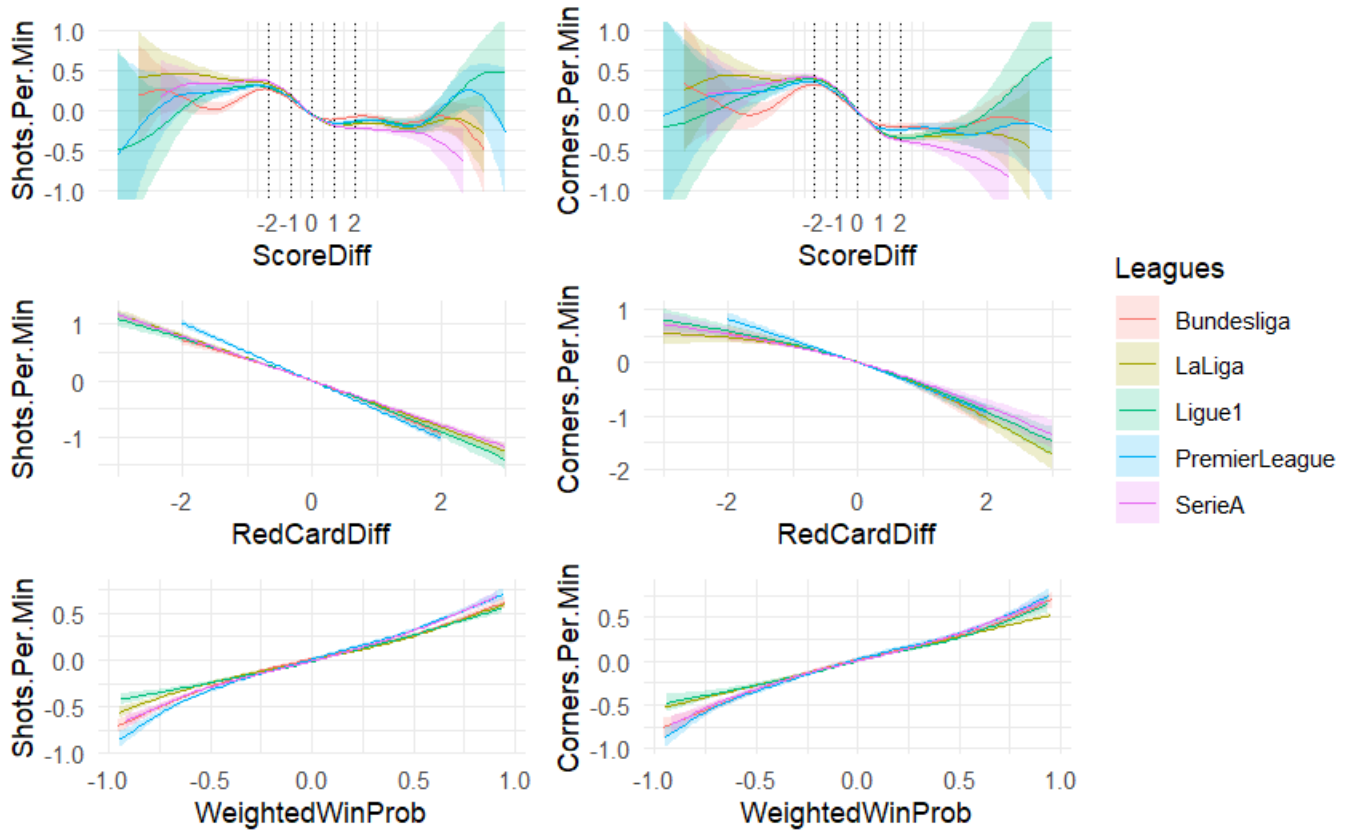 Shots.Per.Min
1.0
0.5
0.0
-0.5
-1.0
-2 -1 0 1 2
ScoreDiff
Corners.Per.Min
1.0
0.5
0.0
-0.5
-1.0
-2 -1 0 1 2
ScoreDiff
Shots.Per.Min
1
0
-1
-2 0 2
RedCardDiff
Corners.Per.Min
1
0
-1
-2
-2 0 2
RedCardDiff
Shots.Per.Min
0.5
0.0
-0.5
-1.0
-1.0 -0.5 0.0 0.5 1.0
WeightedWinProb
Corners.Per.Min
0.5
0.0
-0.5
-1.0
-1.0 -0.5 0.0 0.5 1.0
WeightedWinProb
Leagues
Bundesliga
LaLiga
Ligue1
PremierLeague
SerieA